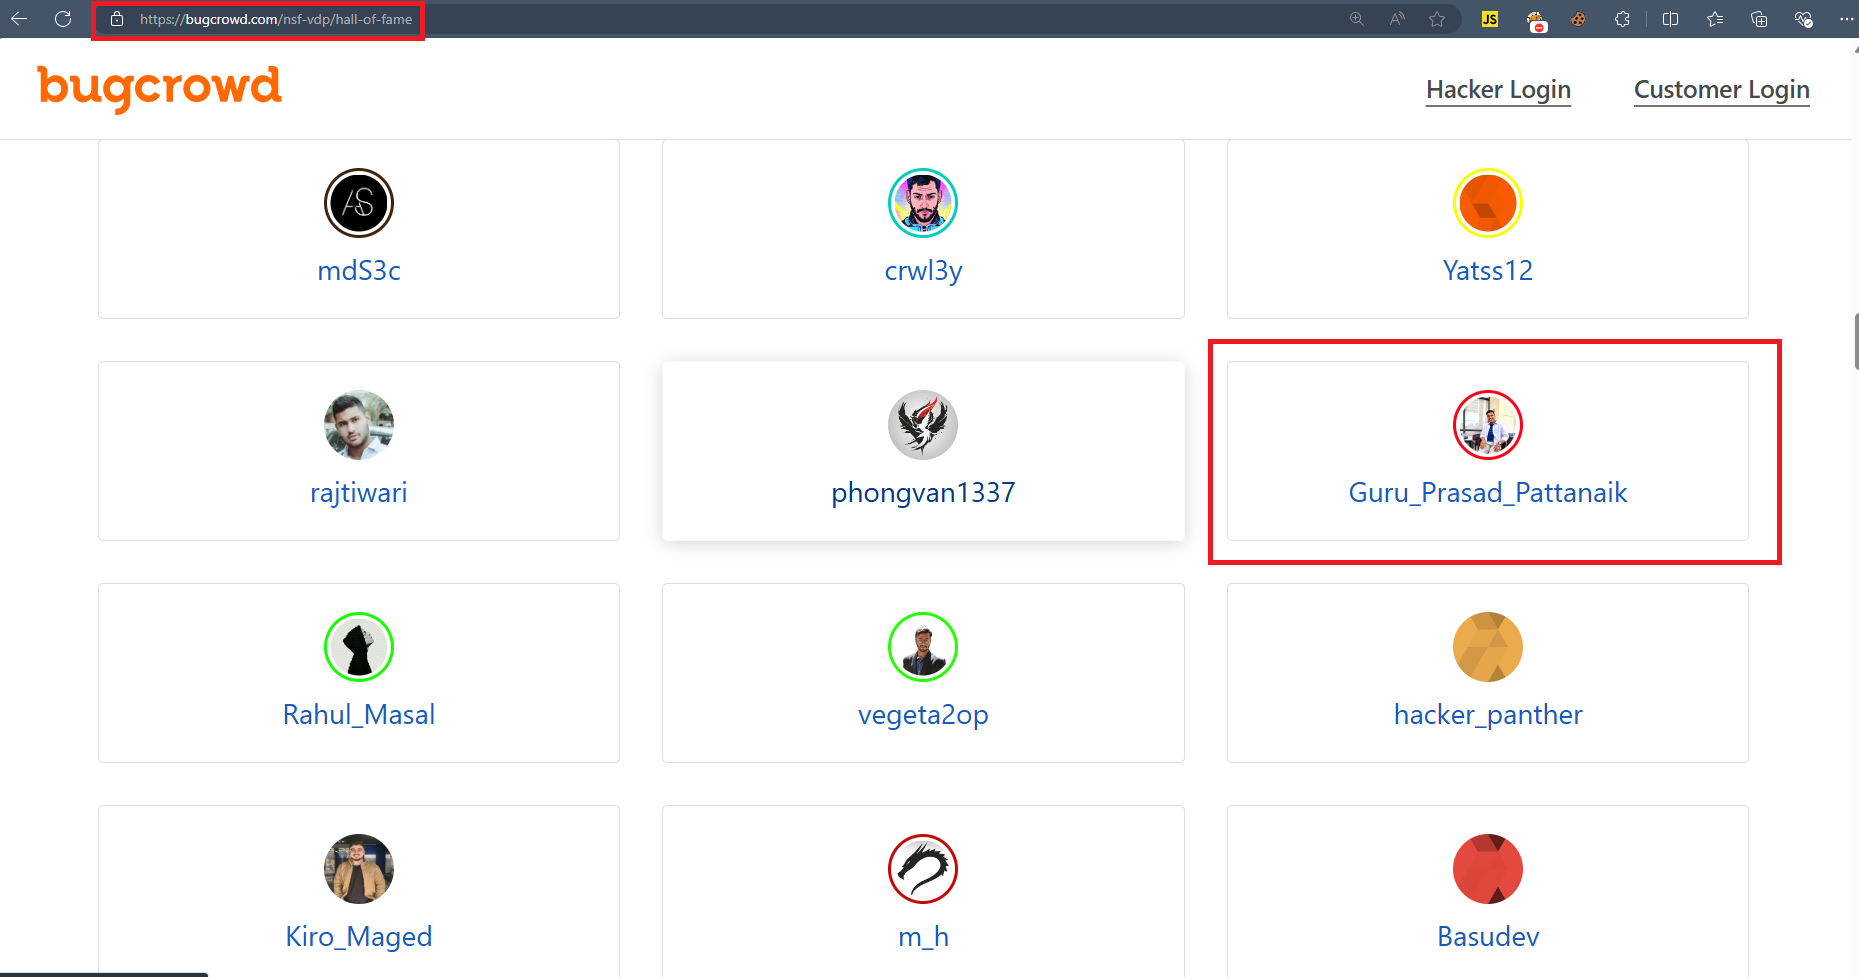 https://bugcrowd.com/nsf-vdp/hall-of-fame
JS
bugcrowd
Hacker Login
Customer Login
AS
mdS3c
crwl3y
Yatss12
rajtiwari
phongvan1337
Guru_Prasad_Pattanaik
Rahul_Masal
vegeta2op
hacker_panther
Kiro_Maged
m_h
Basudev